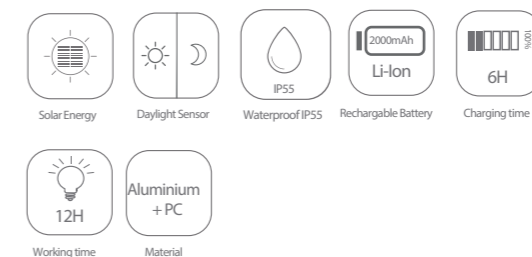 IP55
2000mAh
Li-Ion
100%
6H
Solar Energy
Daylight Sensor
Waterproof IP55
Rechargable Battery
Charging time
12H
Aluminium
+ PC
Working time
Material